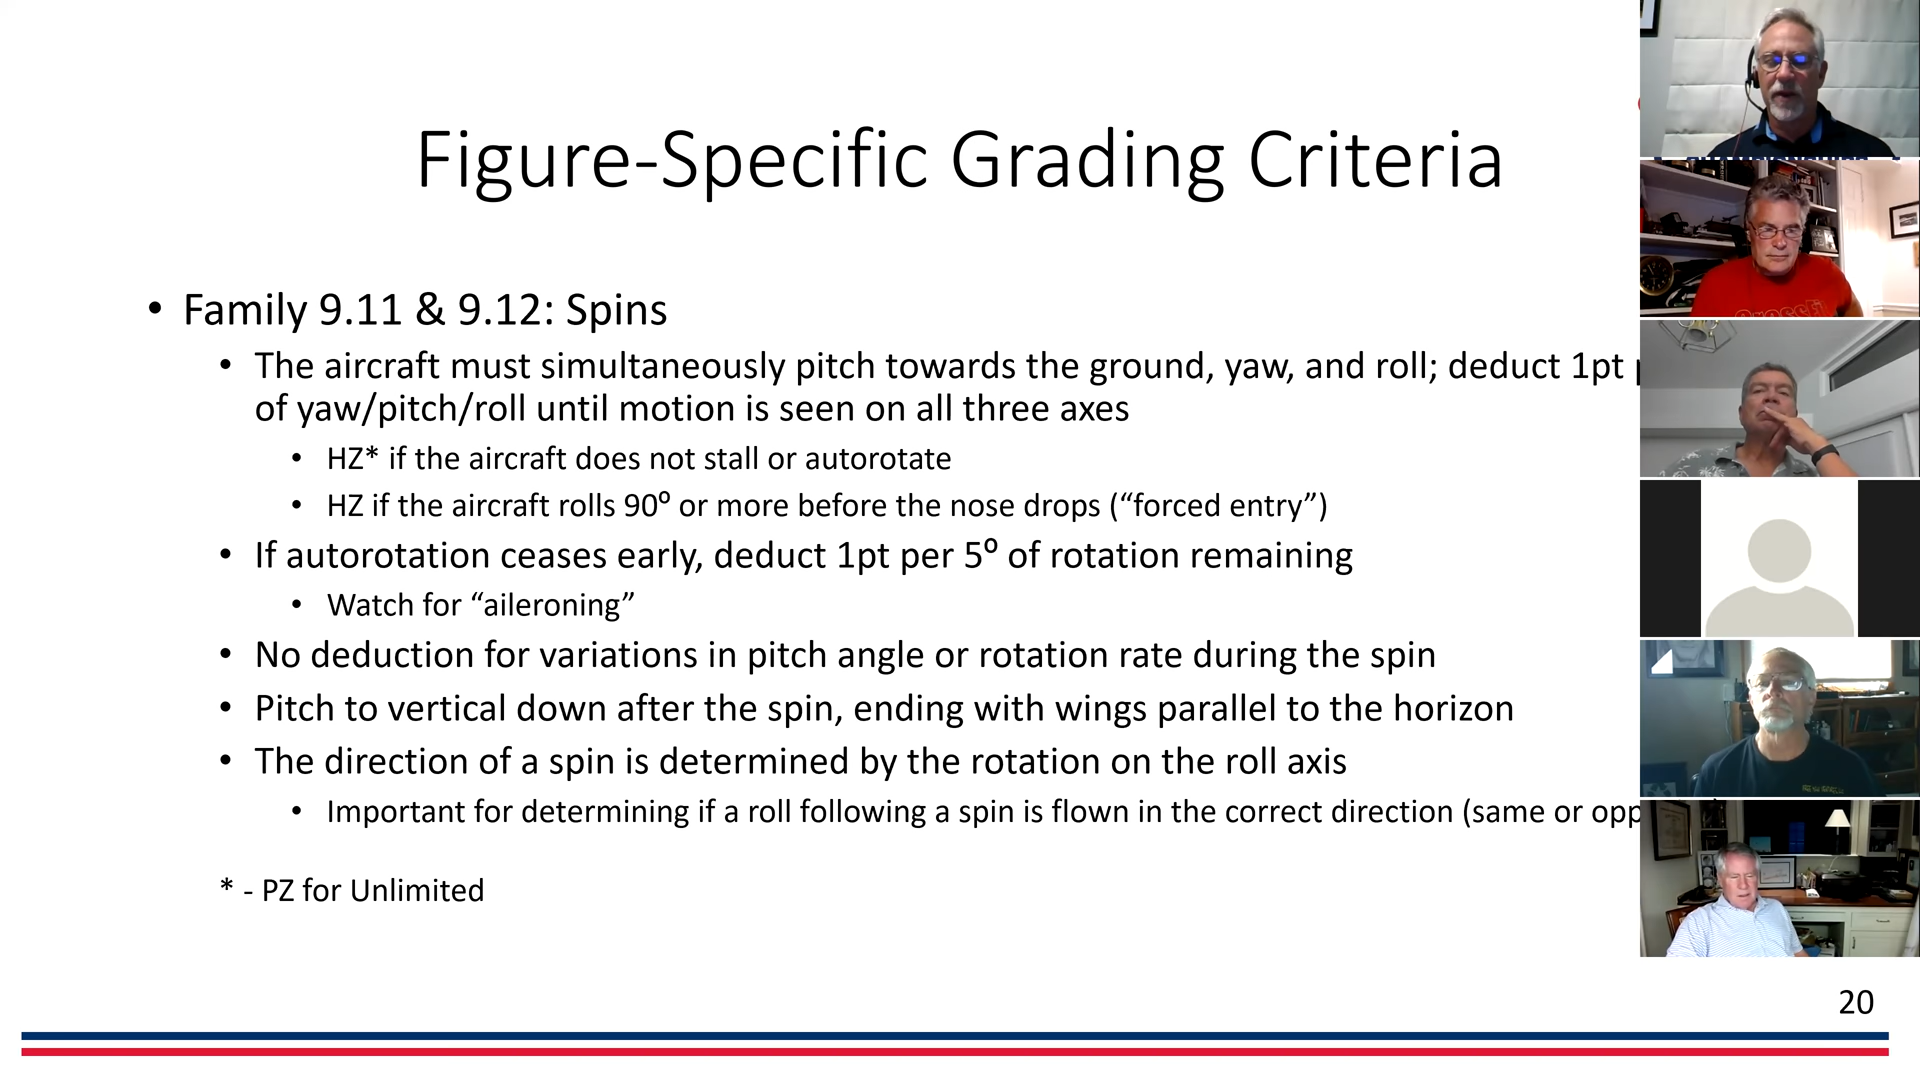 Figure-Specific Grading Criteria
• Family 9.11 & 9.12: Spins
• The aircraft must simultaneously pitch towards the ground, yaw, and roll; deduct 1pt
of yaw/pitch/roll until motion is seen on all three axes
• HZ* if the aircraft does not stall or autorotate
• HZ if the aircraft rolls 90º or more before the nose drops (“forced entry”)
• If autorotation ceases early, deduct 1pt per 5º of rotation remaining
• Watch for “aileroning”
• No deduction for variations in pitch angle or rotation rate during the spin
• Pitch to vertical down after the spin, ending with wings parallel to the horizon
• The direction of a spin is determined by the rotation on the roll axis
• Important for determining if a roll following a spin is flown in the correct direction (same or opp
* - PZ for Unlimited
20